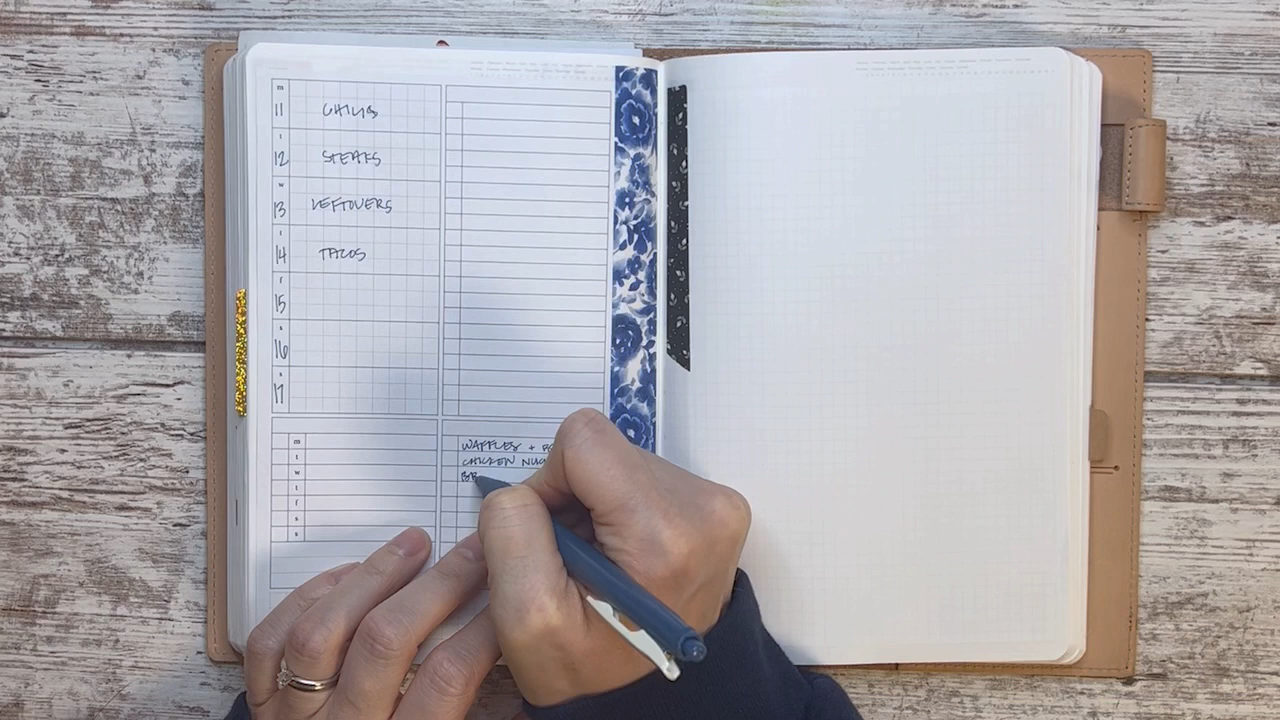 m
11 CHILIS
t
12 STEAKS
w
13 LEFTOVERS
t
14 TACOS
f
15
s
16
s
17
m
t
w
t
f
s
s
WAFFLES +
CHICKEN